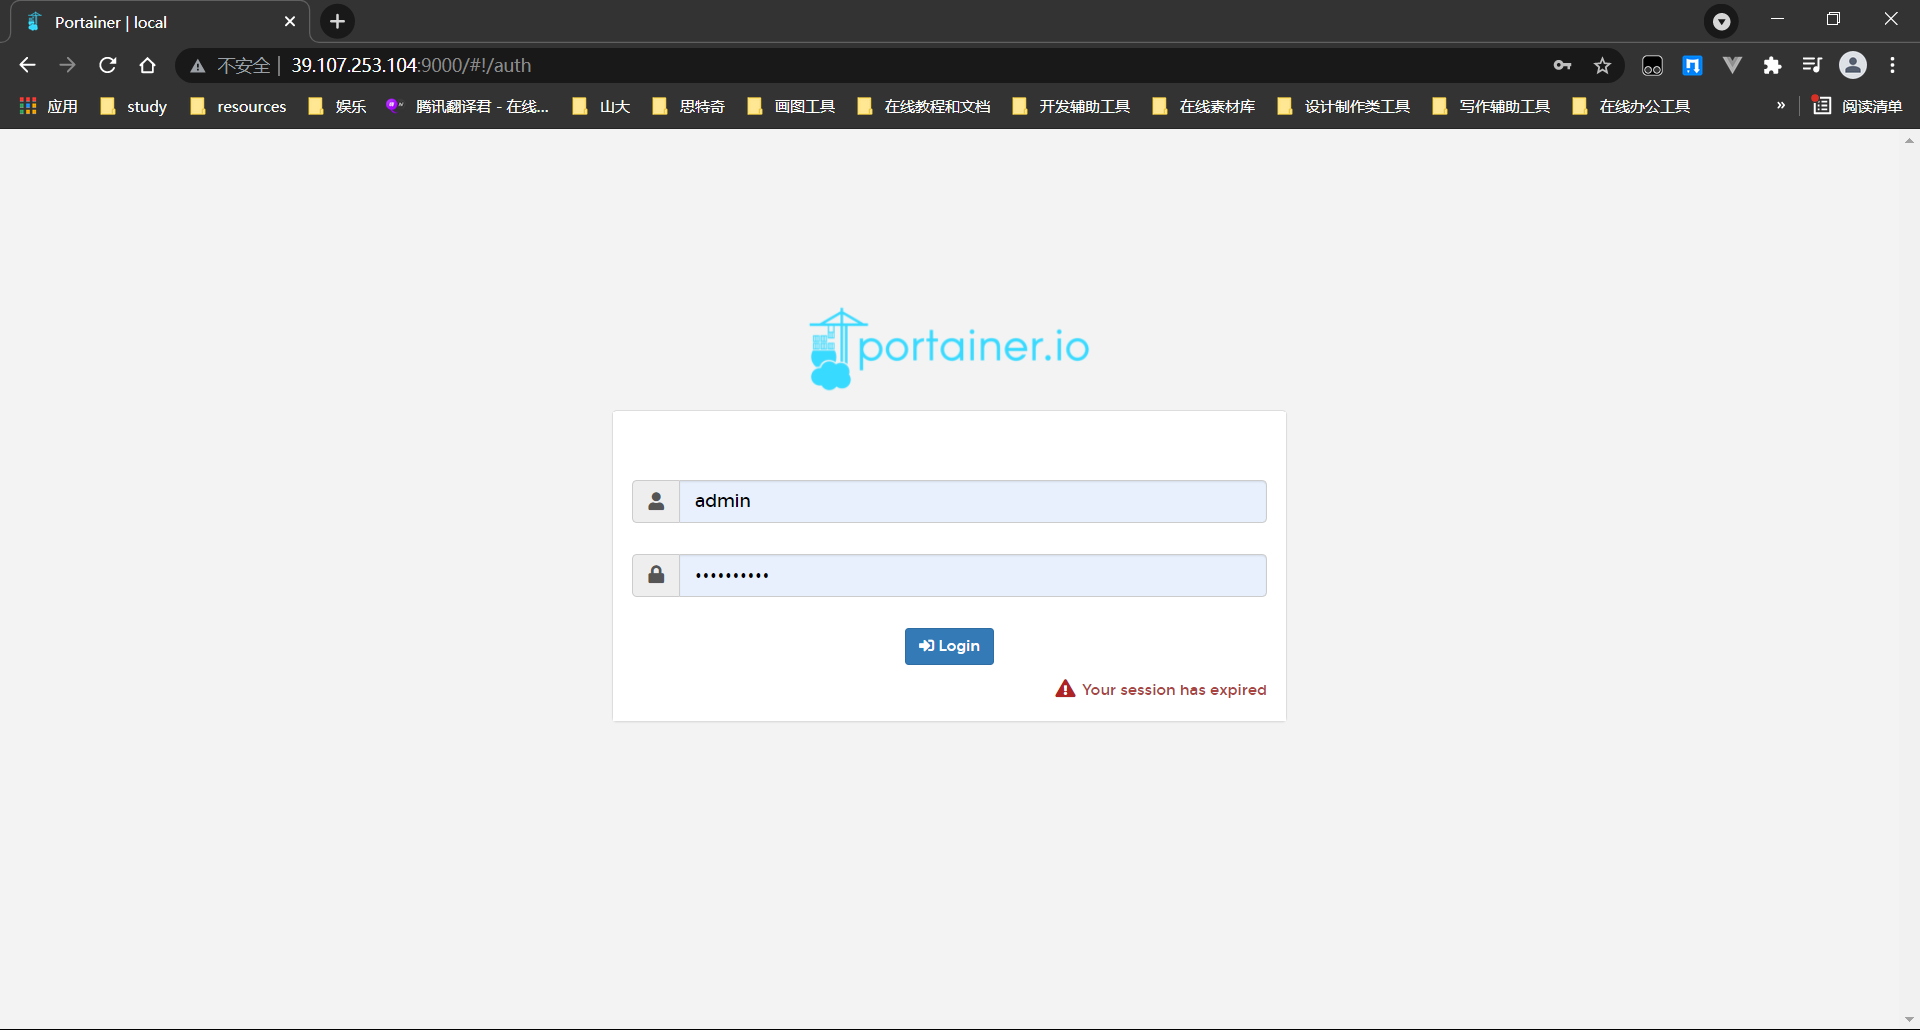 Portainer | local
不安全 | 39.107.253.104:9000/#!/auth
应用 study resources 娱乐 腾讯翻译君 - 在线... 山大 思特奇 画图工具 在线教程和文档 开发辅助工具 在线素材库 设计制作类工具 写作辅助工具 在线办公工具 » 阅读清单
portainer.io
admin
••••••••••
Login
Your session has expired